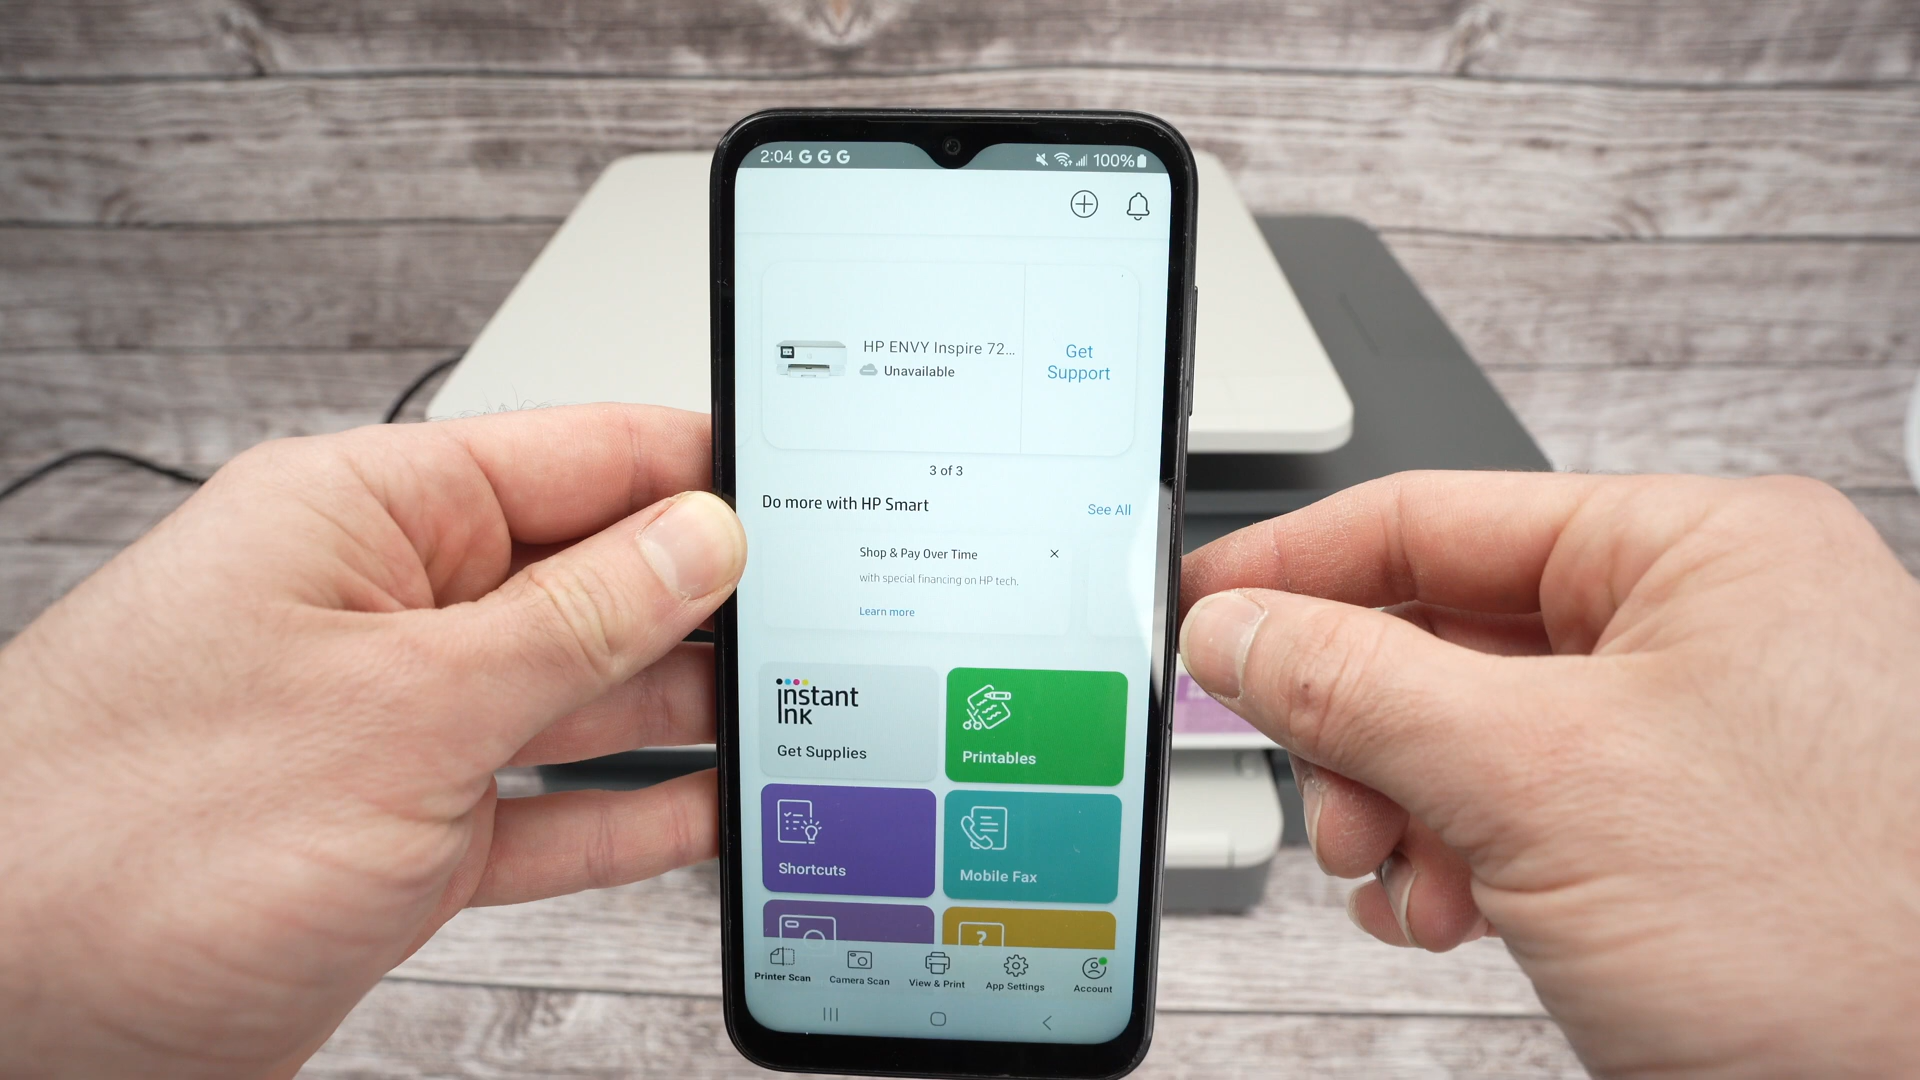 2:04 G G G
100%
HP ENVY Inspire 72...
Unavailable
Get
Support
3 of 3
Do more with HP Smart
See All
Shop & Pay Over Time
with special financing on HP tech.
Learn more
instant
ink
Get Supplies
Printables
Shortcuts
Mobile Fax
?
Printer Scan
Camera Scan
View & Print
App Settings
Account